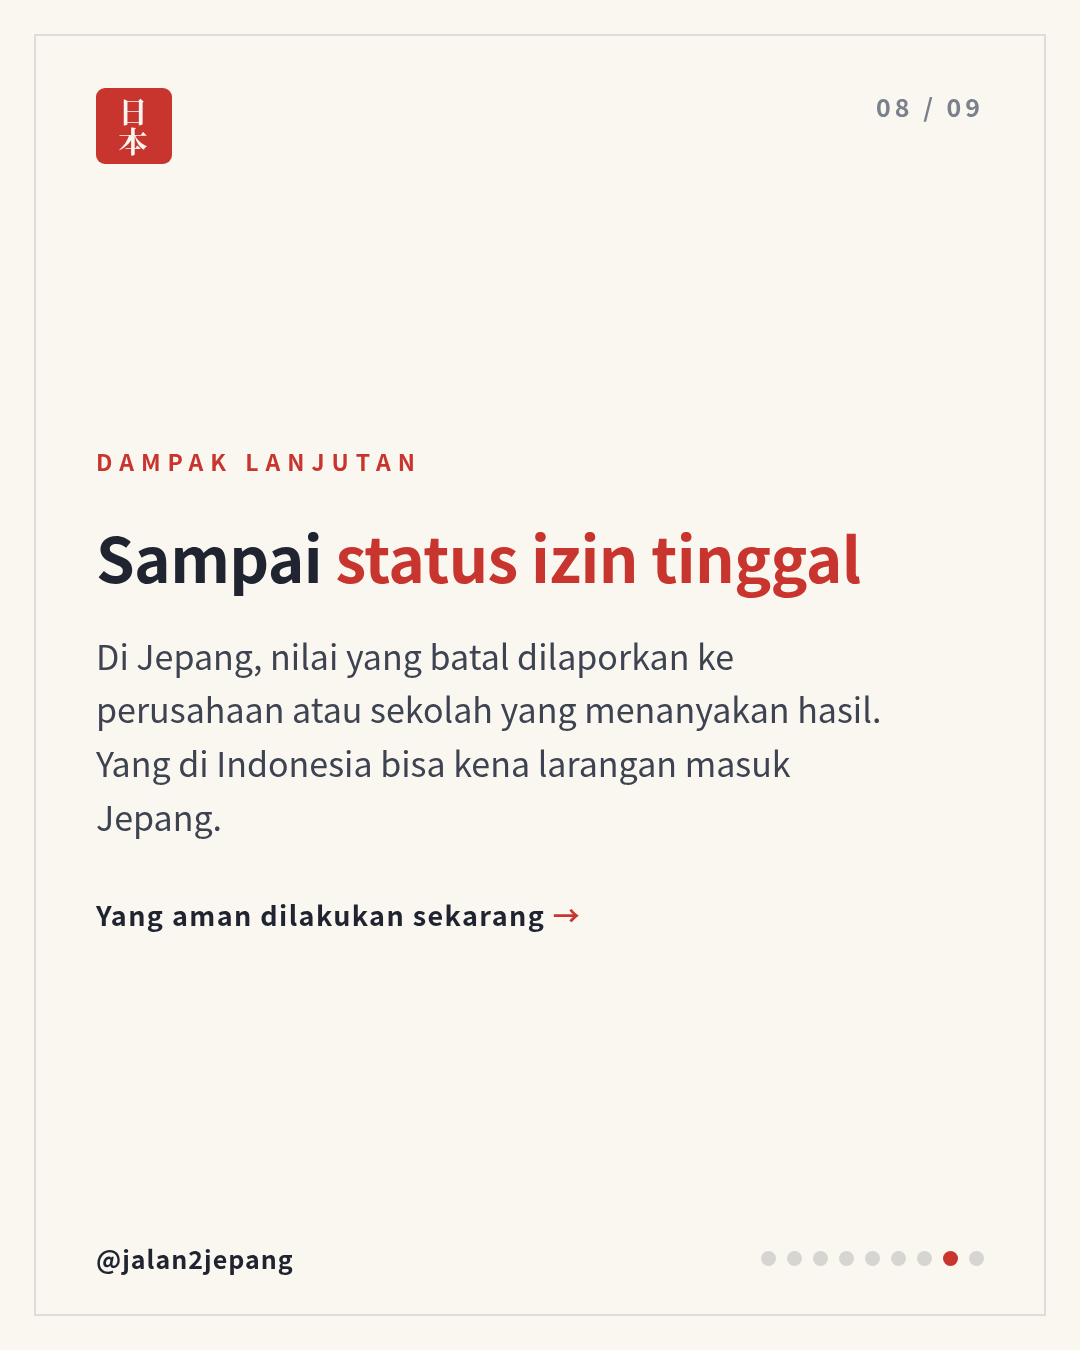 日
本
08 / 09
DAMPAK LANJUTAN
Sampai status izin tinggal
Di Jepang, nilai yang batal dilaporkan ke
perusahaan atau sekolah yang menanyakan hasil.
Yang di Indonesia bisa kena larangan masuk
Jepang.
Yang aman dilakukan sekarang →
@jalan2jepang